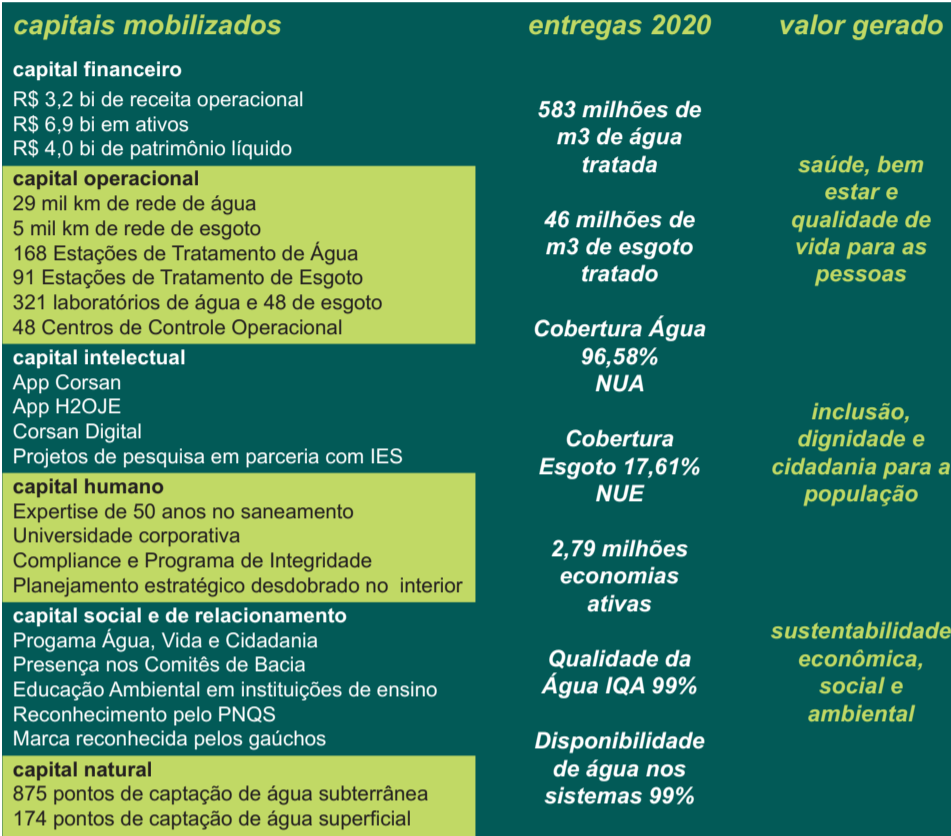 capitais mobilizados
capital financeiro
R$ 3,2 bi de receita operacional
R$ 6,9 bi em ativos
R$ 4,0 bi de patrimônio líquido
capital operacional
29 mil km de rede de água
5 mil km de rede de esgoto
168 Estações de Tratamento de Água
91 Estações de Tratamento de Esgoto
321 laboratórios de água e 48 de esgoto
48 Centros de Controle Operacional
capital intelectual
App Corsan
App H2OJE
Corsan Digital
Projetos de pesquisa em parceria com IES
capital humano
Expertise de 50 anos no saneamento
Universidade corporativa
Compliance e Programa de Integridade
Planejamento estratégico desdobrado no interior
capital social e de relacionamento
Progama Água, Vida e Cidadania
Presença nos Comitês de Bacia
Educação Ambiental em instituições de ensino
Reconhecimento pelo PNQS
Marca reconhecida pelos gaúchos
capital natural
875 pontos de captação de água subterrânea
174 pontos de captação de água superficial
entregas 2020
583 milhões de
m3 de água
tratada
46 milhões de
m3 de esgoto
tratado
Cobertura Água
96,58%
NUA
Cobertura
Esgoto 17,61%
NUE
2,79 milhões
economias
ativas
Qualidade da
Água IQA 99%
Disponibilidade
de água nos
sistemas 99%
valor gerado
saúde, bem
estar e
qualidade de
vida para as
pessoas
inclusão,
dignidade e
cidadania para a
população
sustentabilidade
econômica,
social e
ambiental